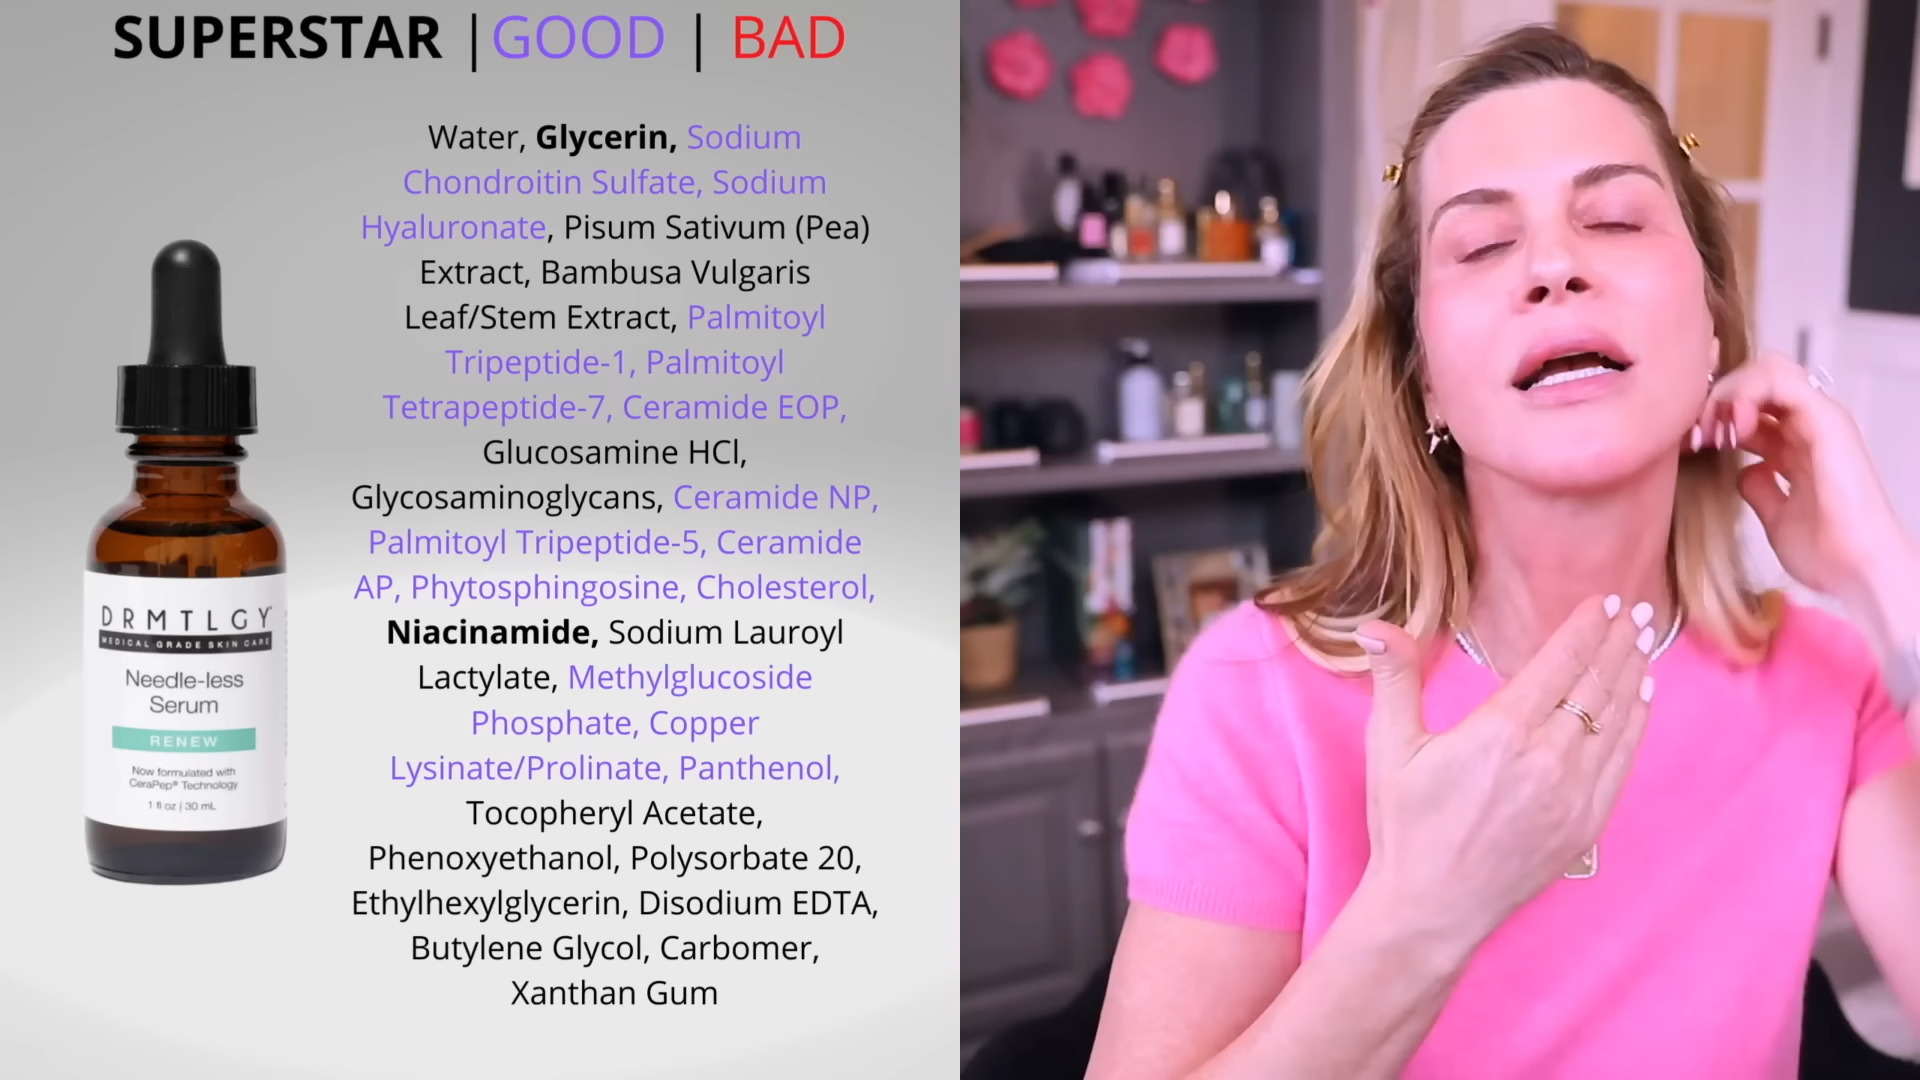 SUPERSTAR | GOOD | BAD
Water, Glycerin, Sodium
Chondroitin Sulfate, Sodium
Hyaluronate, Pisum Sativum (Pea)
Extract, Bambusa Vulgaris
Leaf/Stem Extract, Palmitoyl
Tripeptide-1, Palmitoyl
Tetrapeptide-7, Ceramide EOP,
Glucosamine HCl,
Glycosaminoglycans, Ceramide NP,
Palmitoyl Tripeptide-5, Ceramide
AP, Phytosphingosine, Cholesterol,
Niacinamide, Sodium Lauroyl
Lactylate, Methylglucoside
Phosphate, Copper
Lysinate/Prolinate, Panthenol,
Tocopheryl Acetate,
Phenoxyethanol, Polysorbate 20,
Ethylhexylglycerin, Disodium EDTA,
Butylene Glycol, Carbomer,
Xanthan Gum
DRMTLGY
MEDICAL GRADE SKIN CARE
Needle-less
Serum
RENEW
Now formulated with
CeraPep® Technology
1 fl oz | 30 mL